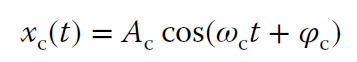 x_c(t) = A_c cos(ω_c t + φ_c)